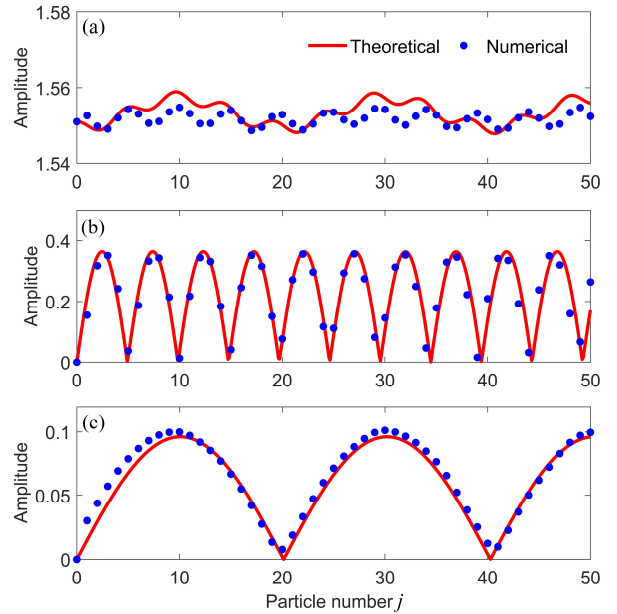 1.58
(a)
Theoretical
Numerical
1.56
1.54
Amplitude
0 10 20 30 40 50
(b)
0.4
0.2
0
Amplitude
0 10 20 30 40 50
(c)
0.1
0.05
0
Amplitude
0 10 20 30 40 50
Particle number j